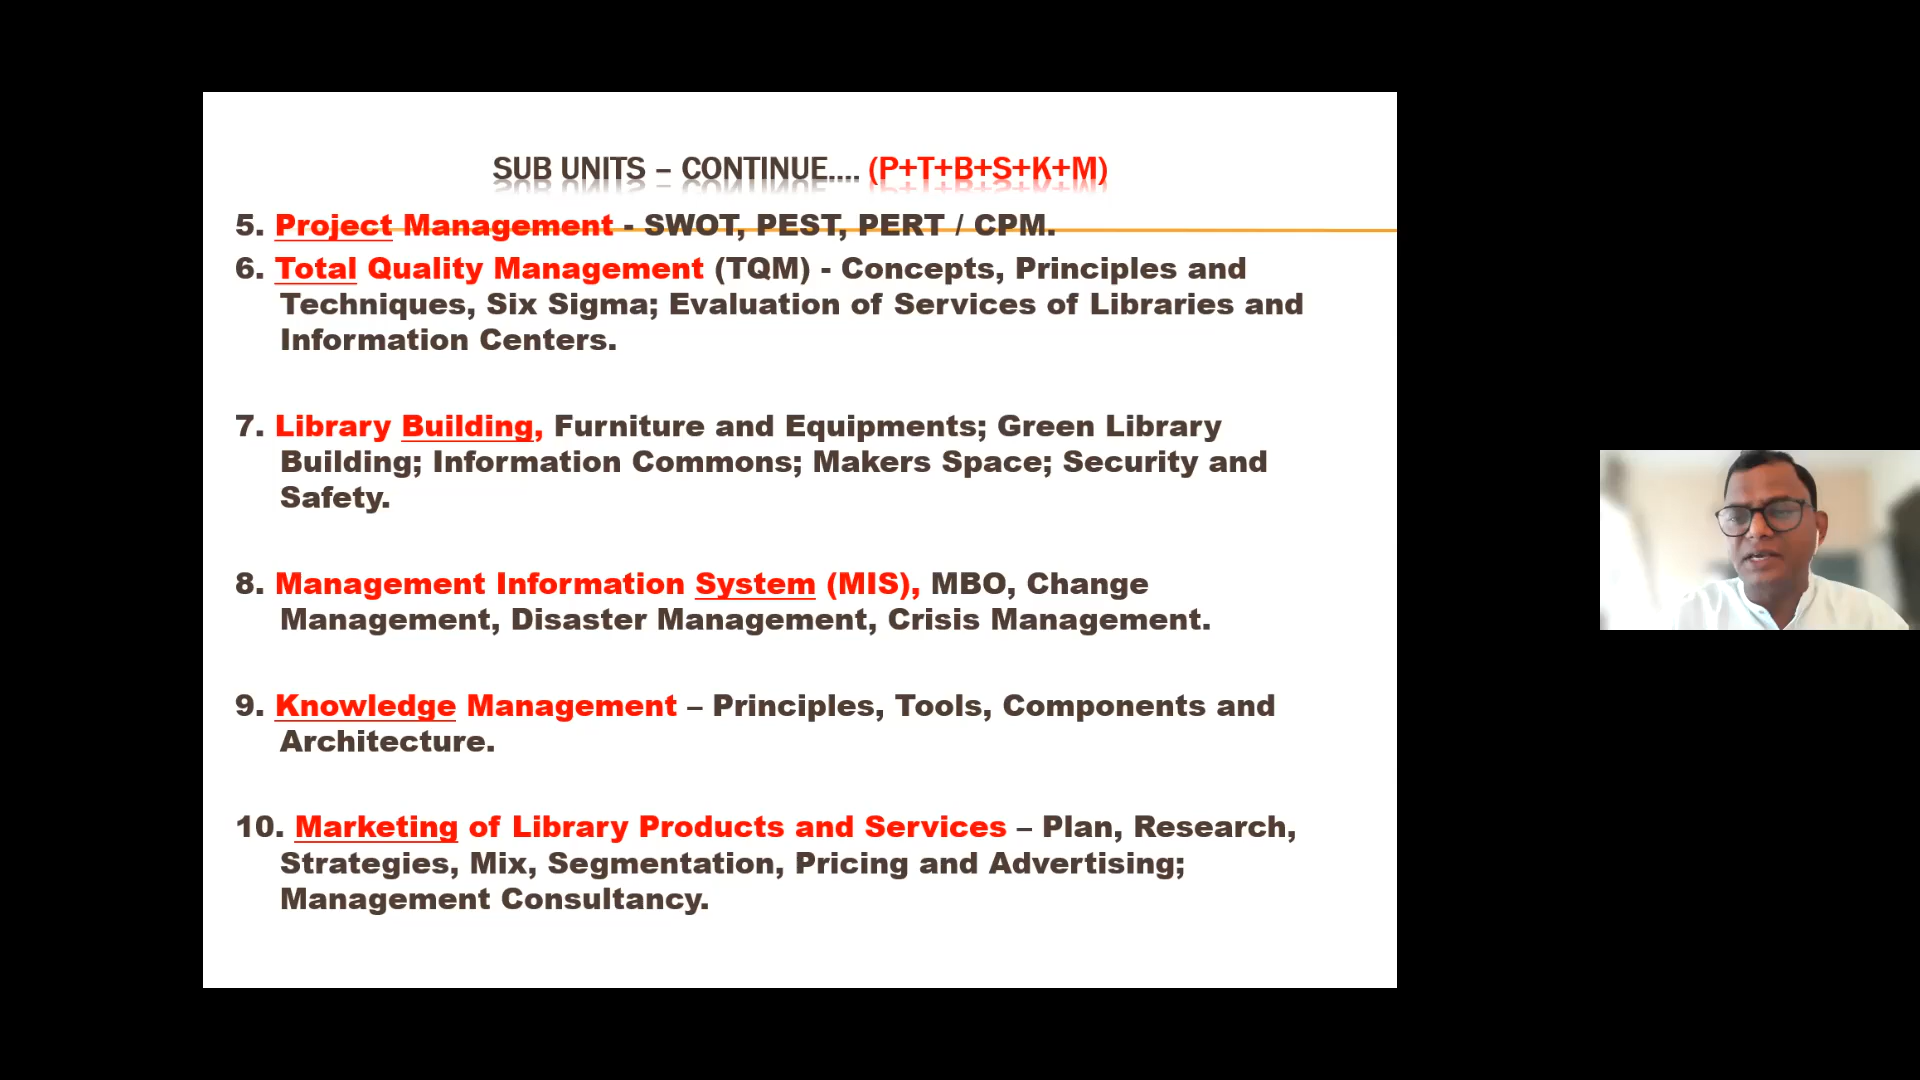 SUB UNITS – CONTINUE.... (P+T+B+S+K+M)
5. Project Management - SWOT, PEST, PERT / CPM.
6. Total Quality Management (TQM) - Concepts, Principles and
Techniques, Six Sigma; Evaluation of Services of Libraries and
Information Centers.
7. Library Building, Furniture and Equipments; Green Library
Building; Information Commons; Makers Space; Security and
Safety.
8. Management Information System (MIS), MBO, Change
Management, Disaster Management, Crisis Management.
9. Knowledge Management – Principles, Tools, Components and
Architecture.
10. Marketing of Library Products and Services – Plan, Research,
Strategies, Mix, Segmentation, Pricing and Advertising;
Management Consultancy.